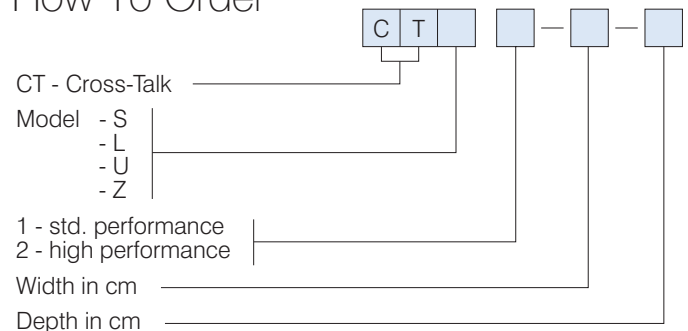 How To Order
C T — —
CT - Cross-Talk
Model - S
- L
- U
- Z
1 - std. performance
2 - high performance
Width in cm
Depth in cm